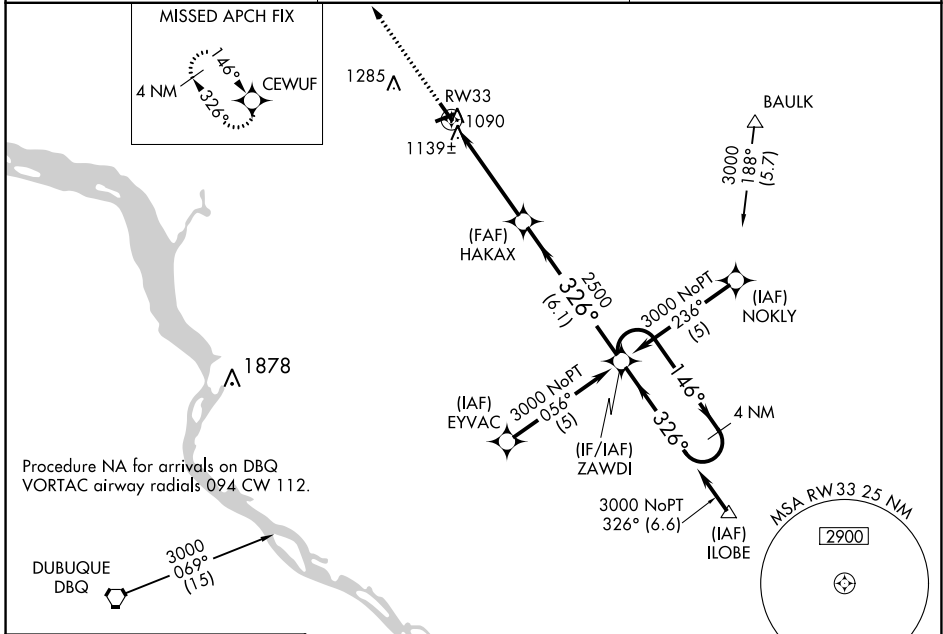 MISSED APCH FIX
146°
CEWUF
4 NM
326°
1285
RW33
1090
1139±
BAULK
3000
188°
(5.7)
(FAF)
HAKAX
2500
326°
(6.1)
3000 NoPT
236°
(5)
(IAF)
NOKLY
1878
3000 NoPT
056°
(5)
(IAF)
EYVAC
146°
4 NM
326°
(IF/IAF)
ZAWDI
Procedure NA for arrivals on DBQ
VORTAC airway radials 094 CW 112.
3000 NoPT
326° (6.6)
(IAF)
ILOBE
MSA RW33 25 NM
2900
3000
069°
(15)
DUBUQUE
DBQ